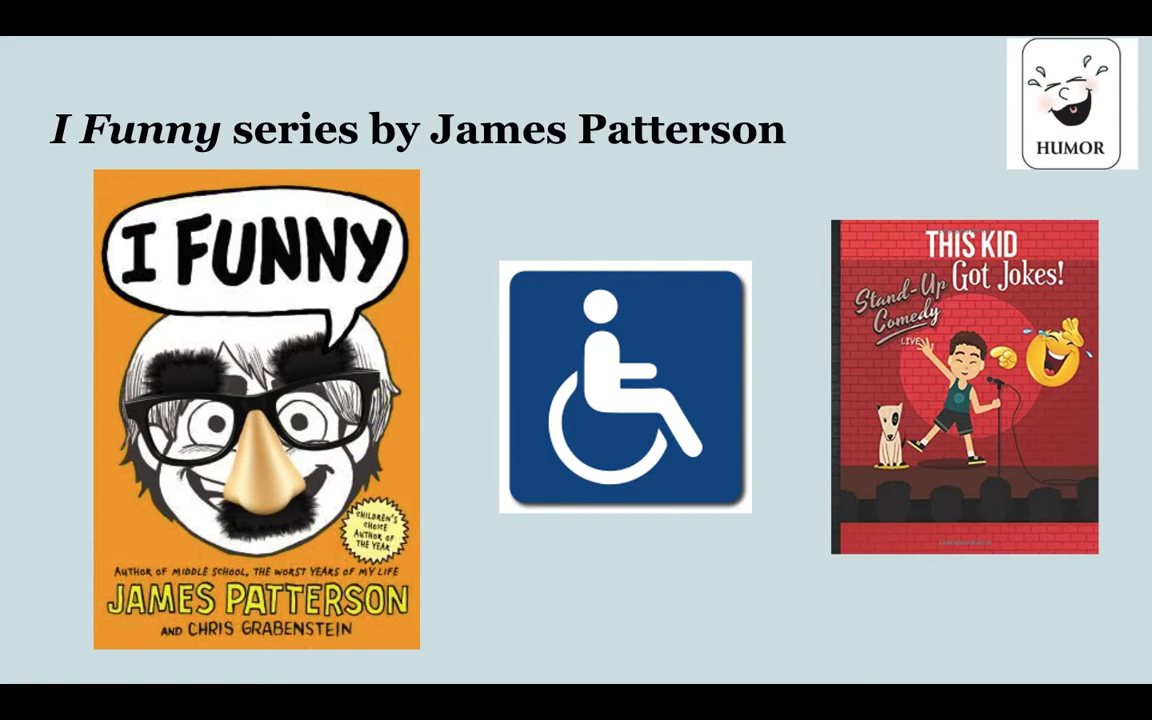 I Funny series by James Patterson
HUMOR
I FUNNY
CHILDREN'S
CHOICE
AUTHOR OF
THE YEAR
AUTHOR OF MIDDLE SCHOOL, THE WORST YEARS OF MY LIFE
JAMES PATTERSON
AND CHRIS GRABENSTEIN
THIS KID
Got Jokes!
Stand-Up
Comedy
LIVE